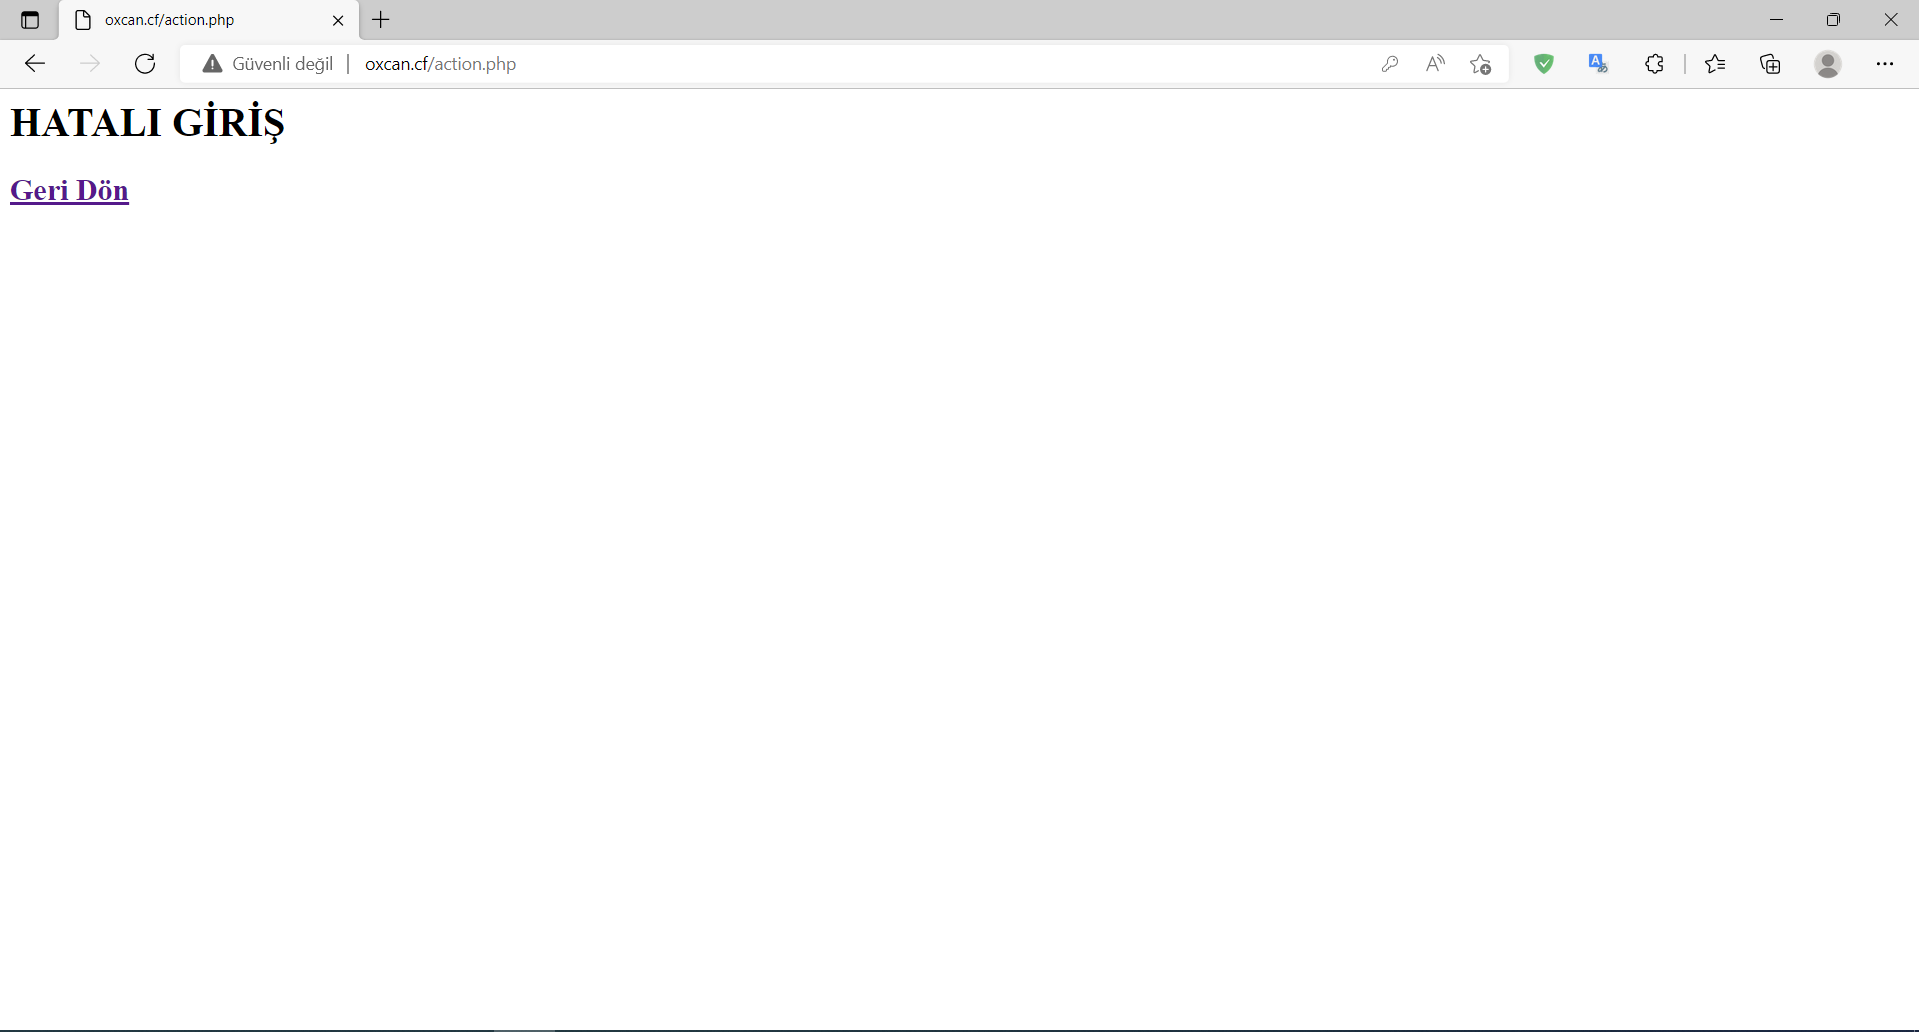 oxcan.cf/action.php
Güvenli değil | oxcan.cf/action.php
HATALI GİRİŞ
Geri Dön